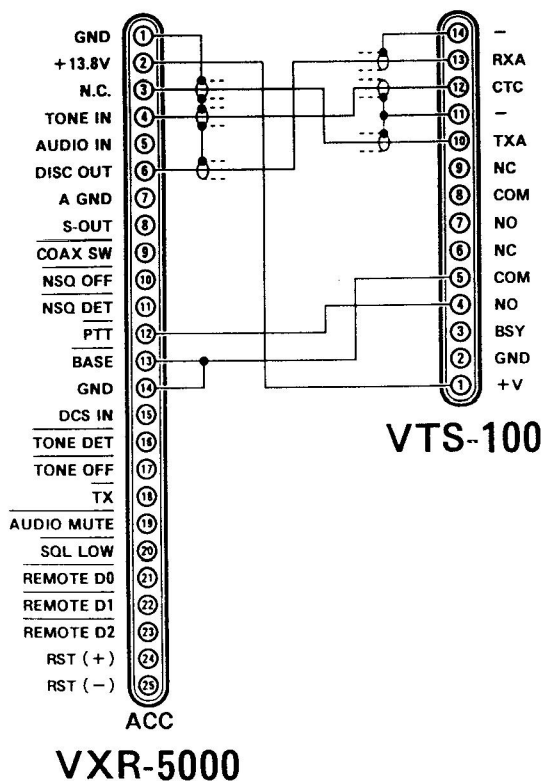 GND 1
+13.8V 2
N.C. 3
TONE IN 4
AUDIO IN 5
DISC OUT 6
A GND 7
S-OUT 8
COAX SW 9
NSQ OFF 10
NSQ DET 11
PTT 12
BASE 13
GND 14
DCS IN 15
TONE DET 16
TONE OFF 17
TX 18
AUDIO MUTE 19
SQL LOW 20
REMOTE D0 21
REMOTE D1 22
REMOTE D2 23
RST (+) 24
RST (−) 25
ACC
VXR-5000
14 −
13 RXA
12 CTC
11 −
10 TXA
9 NC
8 COM
7 NO
6 NC
5 COM
4 NO
3 BSY
2 GND
1 +V
VTS-100